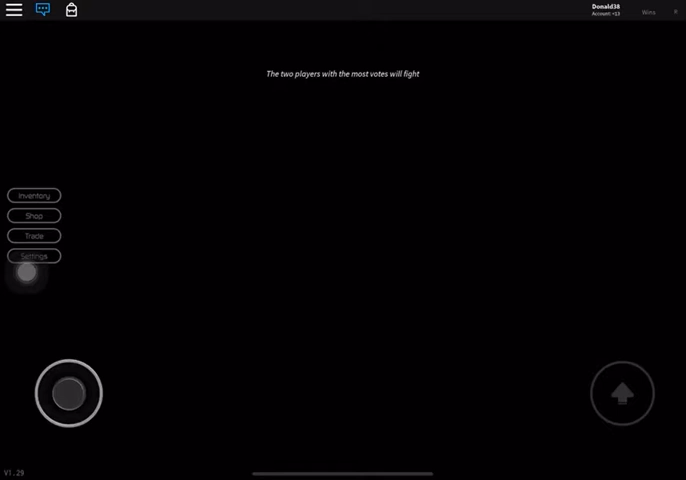 Donald38
Account: +13
Wins
The two players with the most votes will fight
Inventory
Shop
Trade
Settings
V1.29